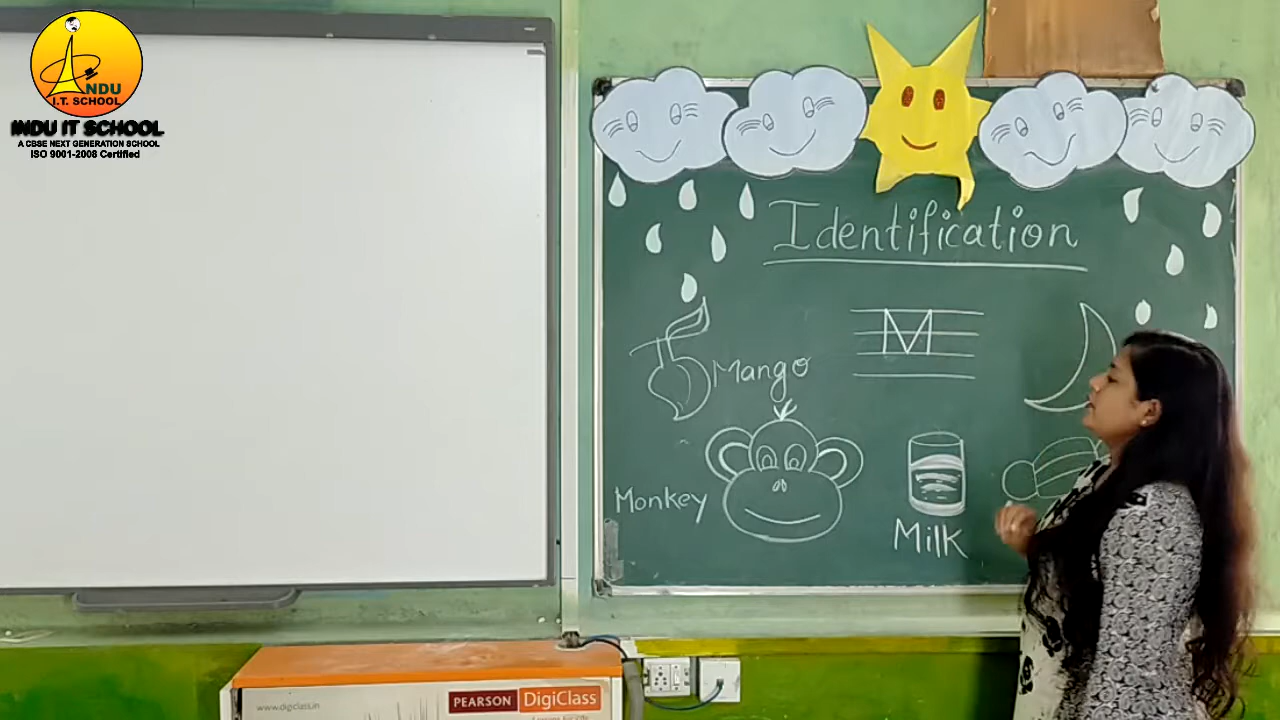 NDU
I.T. SCHOOL
INDU IT SCHOOL
A CBSE NEXT GENERATION SCHOOL
ISO 9001-2008 Certified
Identification
M
Mango
Monkey
Milk
www.digiclass.in
PEARSON DigiClass